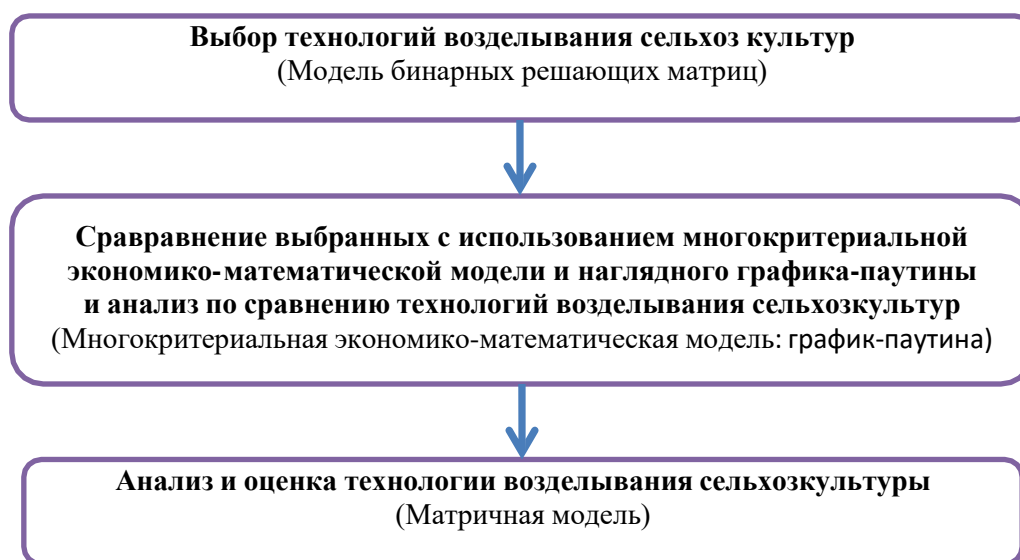 Выбор технологий возделывания сельхоз культур
(Модель бинарных решающих матриц)
Сравравнение выбранных с использованием многокритериальной
экономико-математической модели и наглядного графика-паутины
и анализ по сравнению технологий возделывания сельхозкультур
(Многокритериальная экономико-математическая модель: график-паутина)
Анализ и оценка технологии возделывания сельхозкультуры
(Матричная модель)